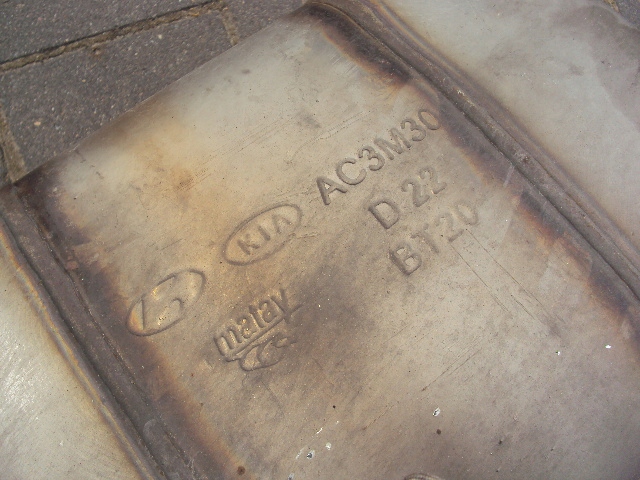 KIA AC3M30
D 22
BT20
matay